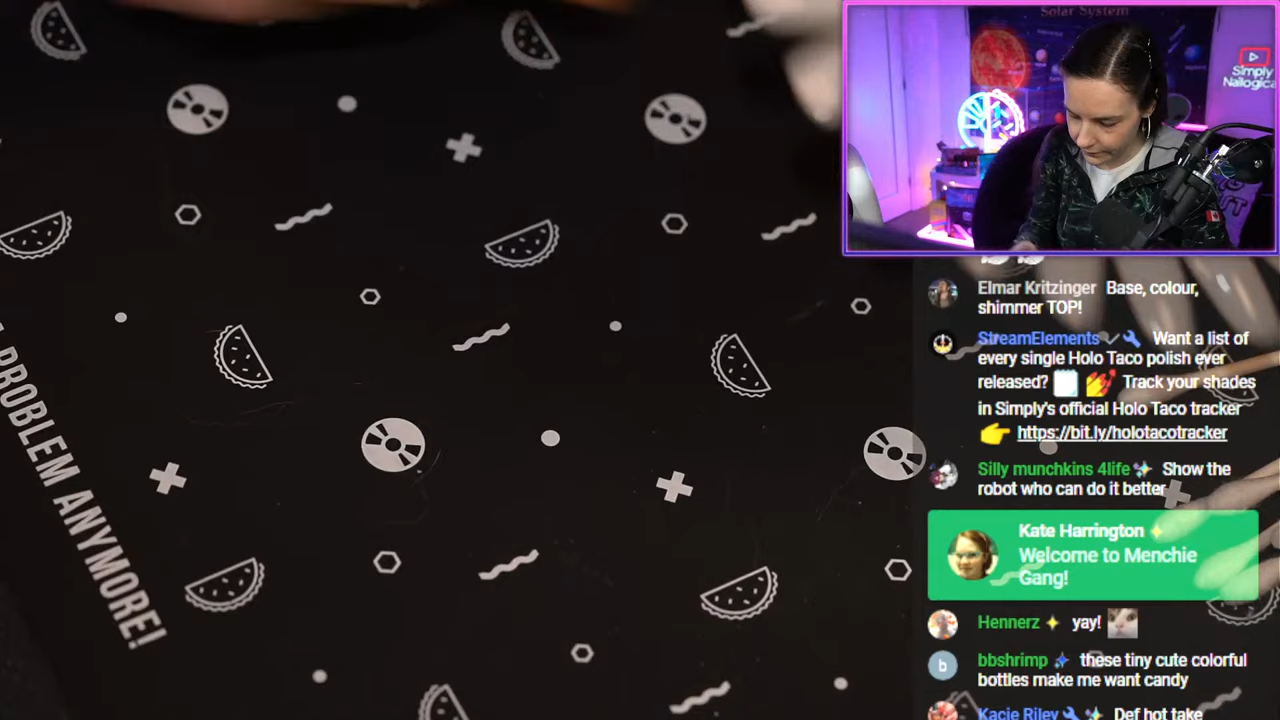 Solar System
Simply
Nailogical
PROBLEM ANYMORE!
Elmar Kritzinger Base, colour,
shimmer TOP!
StreamElements Want a list of
every single Holo Taco polish ever
released? Track your shades
in Simply's official Holo Taco tracker
👉 https://bit.ly/holotacotracker
Silly munchkins 4life Show the
robot who can do it better
Kate Harrington
Welcome to Menchie
Gang!
Hennerz yay!
b
bbshrimp these tiny cute colorful
bottles make me want candy
Kacie Riley Def hot take